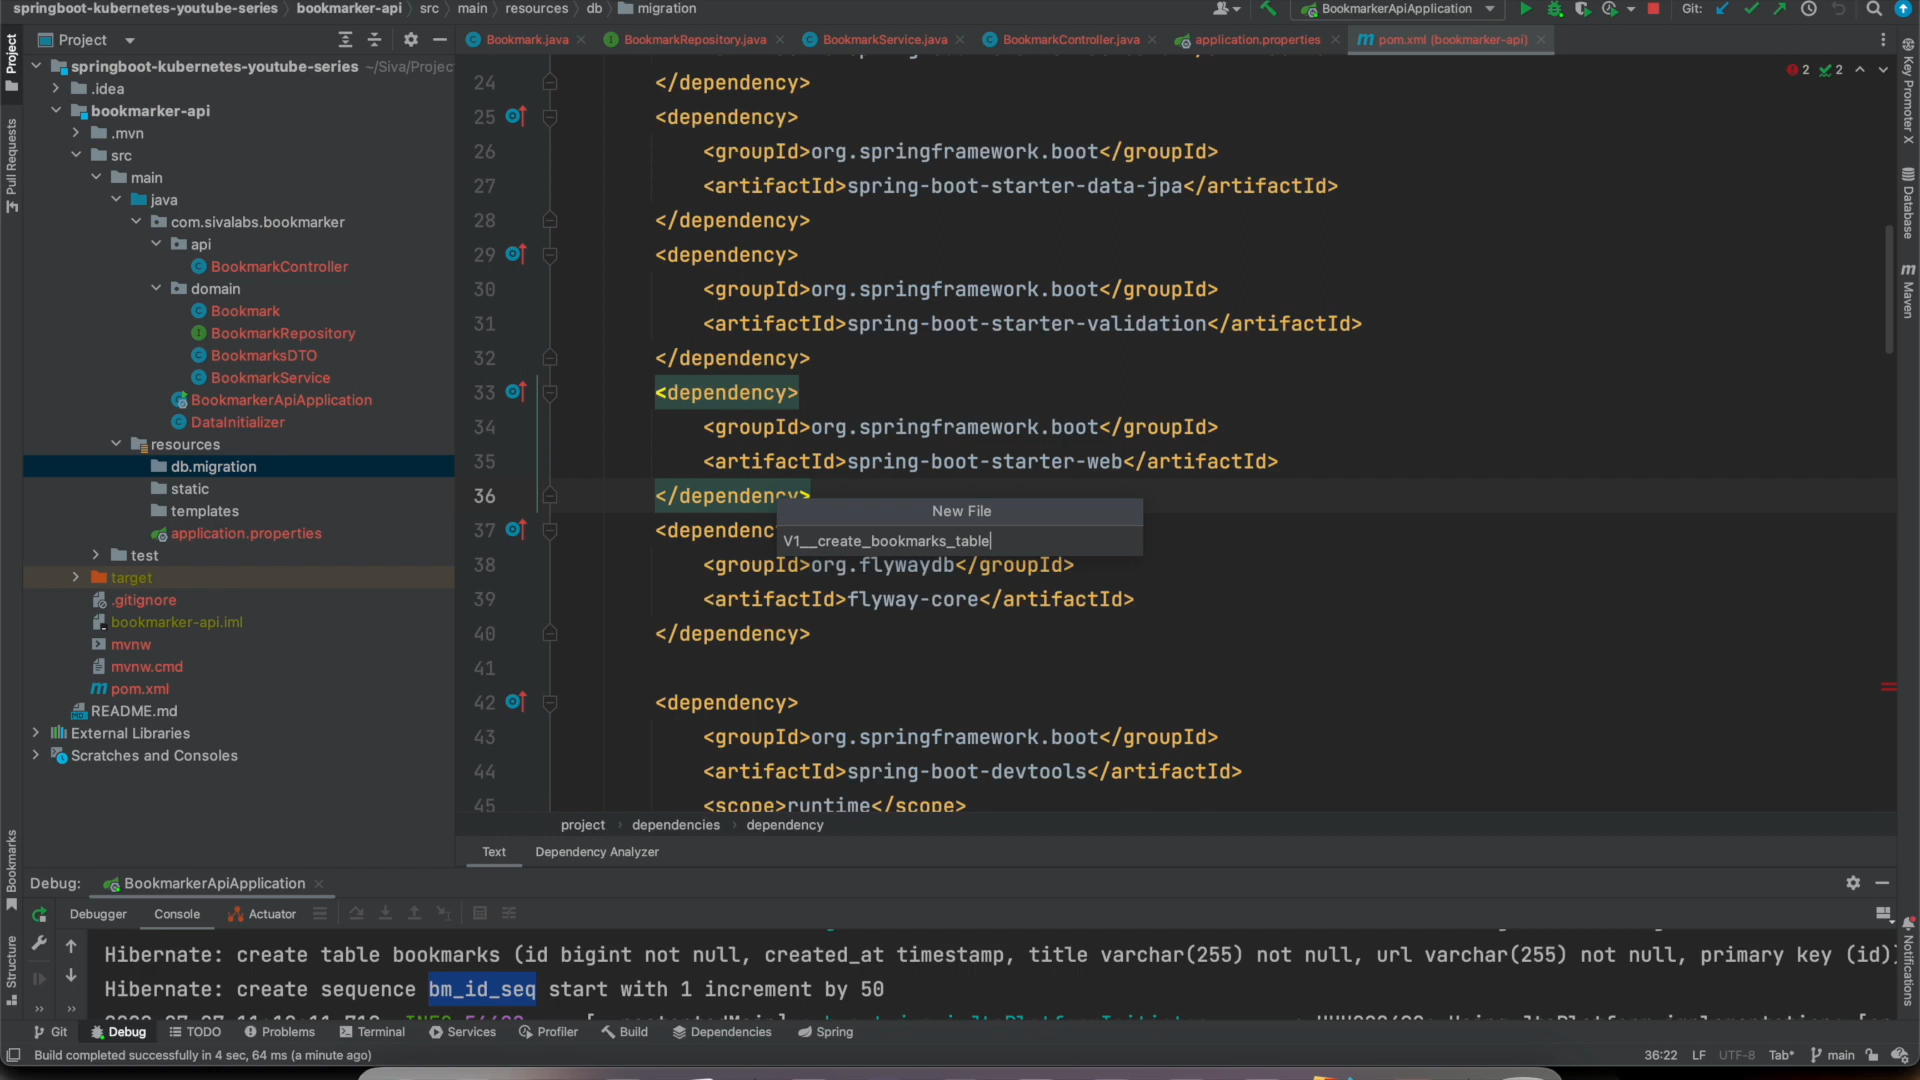 springboot-kubernetes-youtube-series › bookmarker-api › src › main › resources › db › migration
BookmarkerApiApplication
Git:
Project
Bookmark.java
BookmarkRepository.java
BookmarkService.java
BookmarkController.java
application.properties
pom.xml (bookmarker-api)
Project
Pull Requests
Bookmarks
Structure
springboot-kubernetes-youtube-series ~/Siva/Projec
.idea
bookmarker-api
.mvn
src
main
java
com.sivalabs.bookmarker
api
BookmarkController
domain
Bookmark
BookmarkRepository
BookmarksDTO
BookmarkService
BookmarkerApiApplication
DataInitializer
resources
db.migration
static
templates
application.properties
test
target
.gitignore
bookmarker-api.iml
mvnw
mvnw.cmd
pom.xml
README.md
External Libraries
Scratches and Consoles
2 2
24 </dependency>
25 <dependency>
26 <groupId>org.springframework.boot</groupId>
27 <artifactId>spring-boot-starter-data-jpa</artifactId>
28 </dependency>
29 <dependency>
30 <groupId>org.springframework.boot</groupId>
31 <artifactId>spring-boot-starter-validation</artifactId>
32 </dependency>
33 <dependency>
34 <groupId>org.springframework.boot</groupId>
35 <artifactId>spring-boot-starter-web</artifactId>
36 </dependency>
New File
37 <dependenc
V1__create_bookmarks_table
38 <groupId>org.flywaydb</groupId>
39 <artifactId>flyway-core</artifactId>
40 </dependency>
41
42 <dependency>
43 <groupId>org.springframework.boot</groupId>
44 <artifactId>spring-boot-devtools</artifactId>
45 <scope>runtime</scope>
project › dependencies › dependency
Text
Dependency Analyzer
Key Promoter X
Database
Maven
Notifications
Debug:
BookmarkerApiApplication
Debugger
Console
Actuator
Hibernate: create table bookmarks (id bigint not null, created_at timestamp, title varchar(255) not null, url varchar(255) not null, primary key (id))
Hibernate: create sequence bm_id_seq start with 1 increment by 50
Git
Debug
TODO
Problems
Terminal
Services
Profiler
Build
Dependencies
Spring
Build completed successfully in 4 sec, 64 ms (a minute ago)
36:22 LF UTF-8 Tab* main